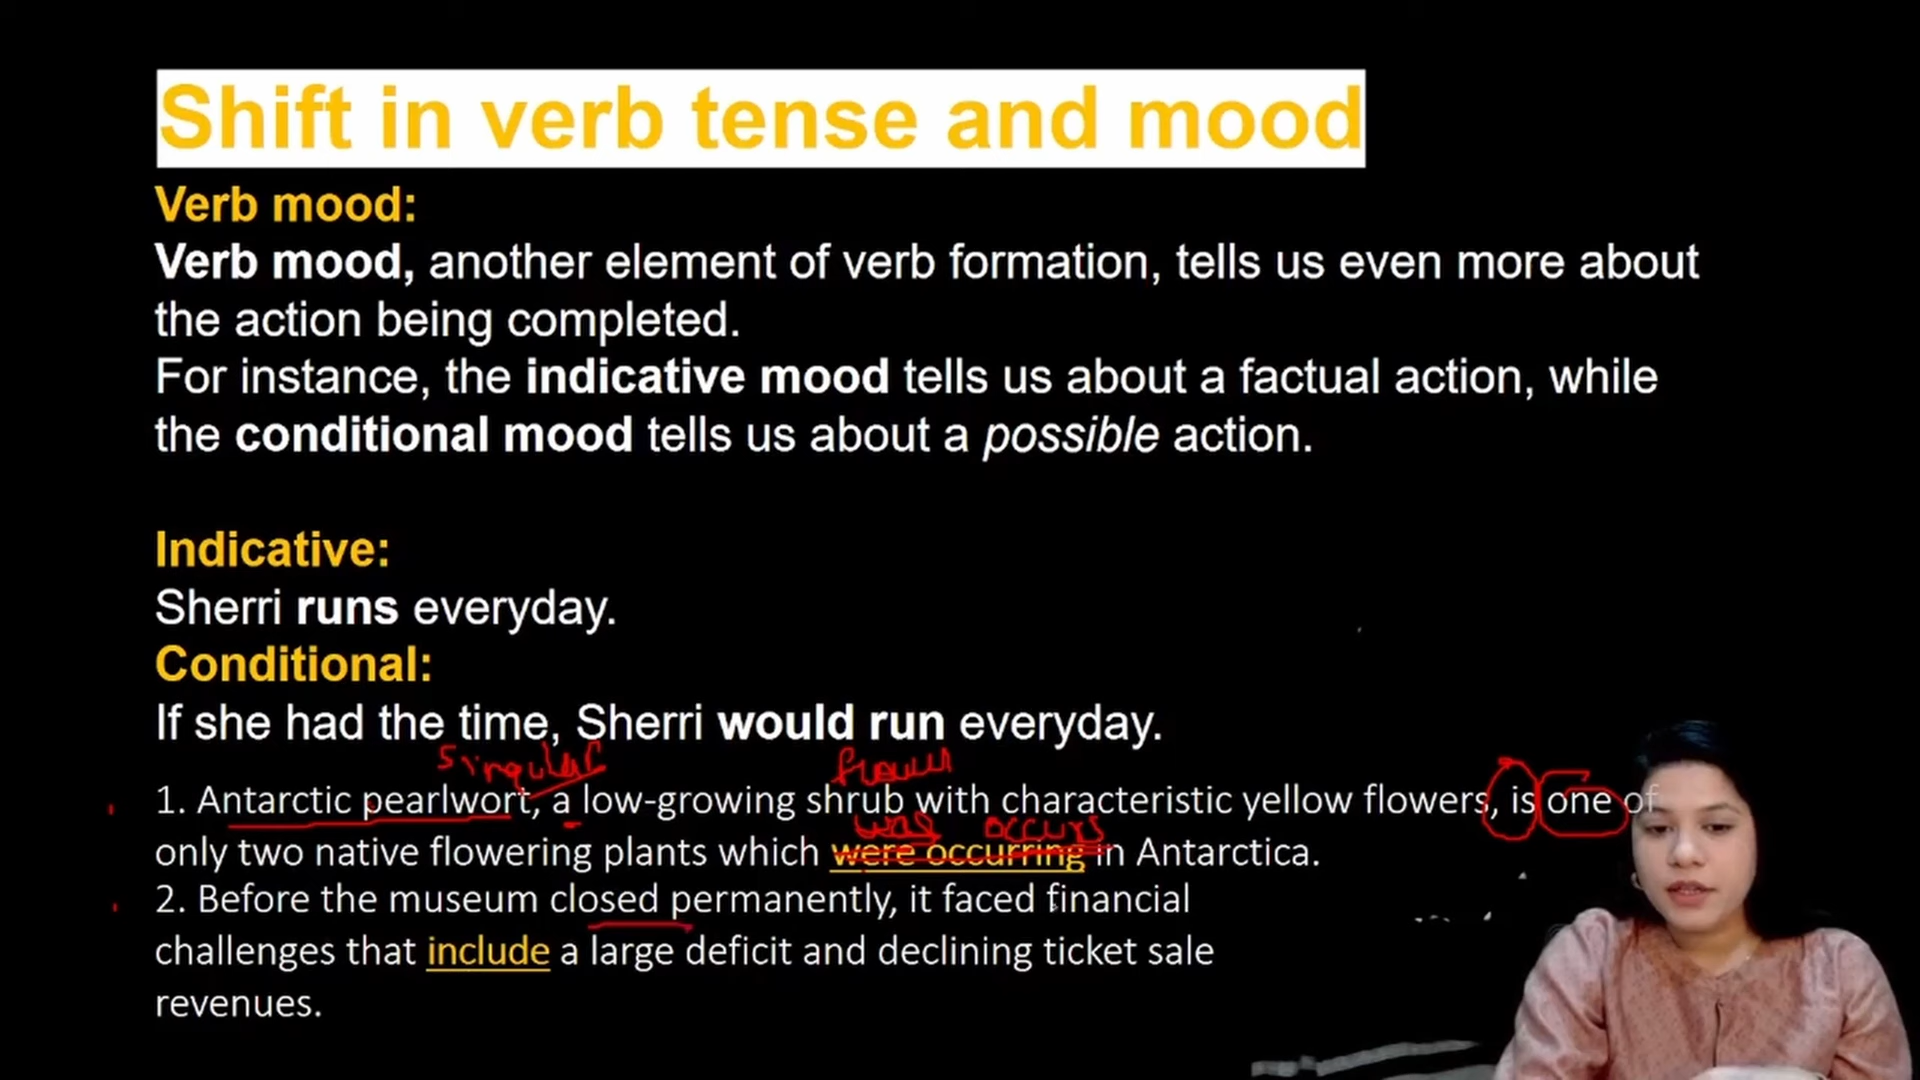 Shift in verb tense and mood
Verb mood:
Verb mood, another element of verb formation, tells us even more about
the action being completed.
For instance, the indicative mood tells us about a factual action, while
the conditional mood tells us about a possible action.
Indicative:
Sherri runs everyday.
Conditional:
If she had the time, Sherri would run everyday.
Singular
1. Antarctic pearlwort, a low-growing shrub with characteristic yellow flowers, is one of
was occurs
only two native flowering plants which were occurring in Antarctica.
2. Before the museum closed permanently, it faced financial
challenges that include a large deficit and declining ticket sale
revenues.